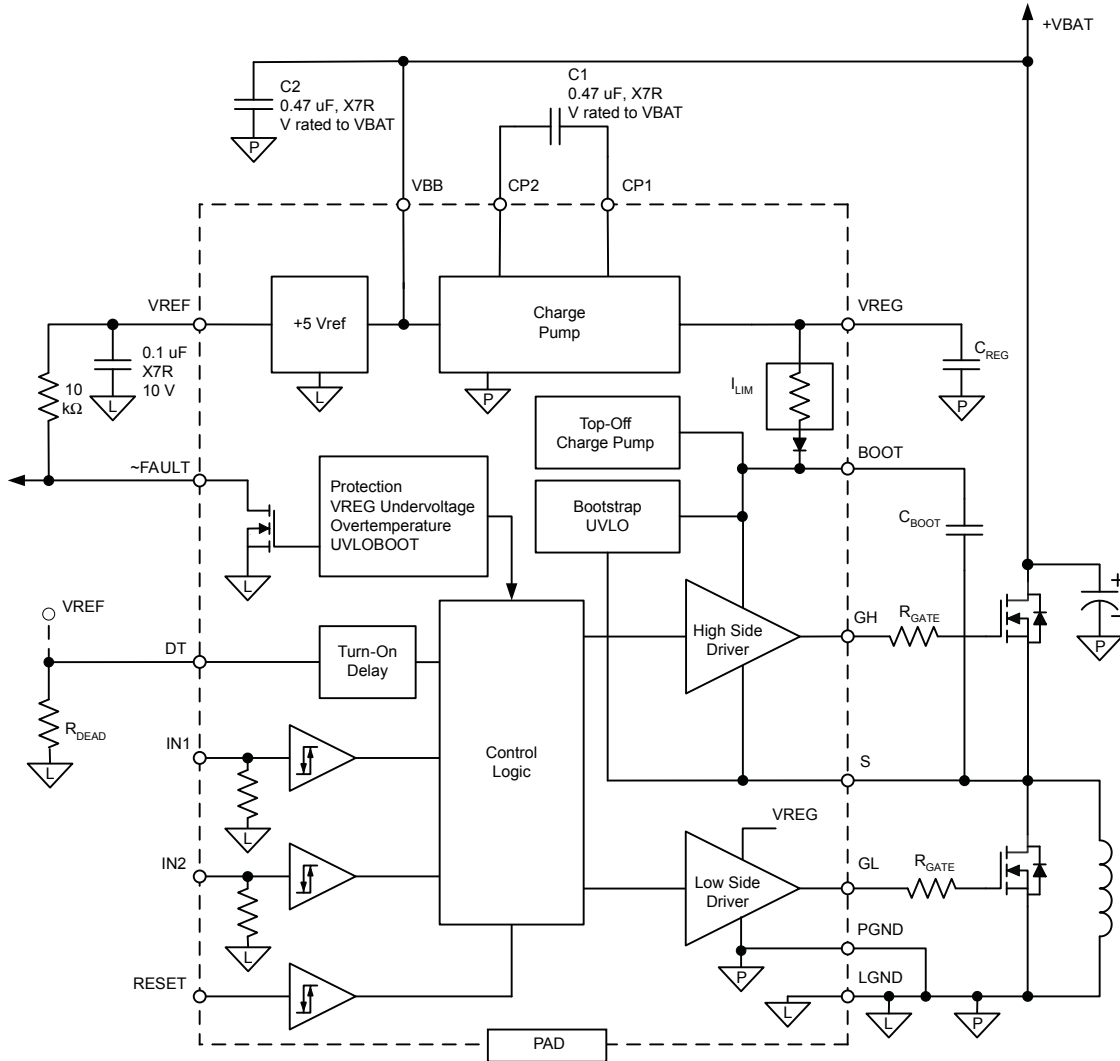 +VBAT
C2
0.47 uF, X7R
V rated to VBAT
P
C1
0.47 uF, X7R
V rated to VBAT
VBB
CP2
CP1
VREF
+5 Vref
Charge
Pump
VREG
10
kΩ
0.1 uF
X7R
10 V
L
L
P
ILIM
CREG
P
Top-Off
Charge Pump
BOOT
~FAULT
Protection
VREG Undervoltage
Overtemperature
UVLOBOOT
Bootstrap
UVLO
CBOOT
L
VREF
DT
Turn-On
Delay
High Side
Driver
GH
RGATE
+
–
P
RDEAD
L
IN1
L
Control
Logic
S
VREG
IN2
L
Low Side
Driver
GL
RGATE
PGND
P
RESET
LGND
L
L
P
PAD